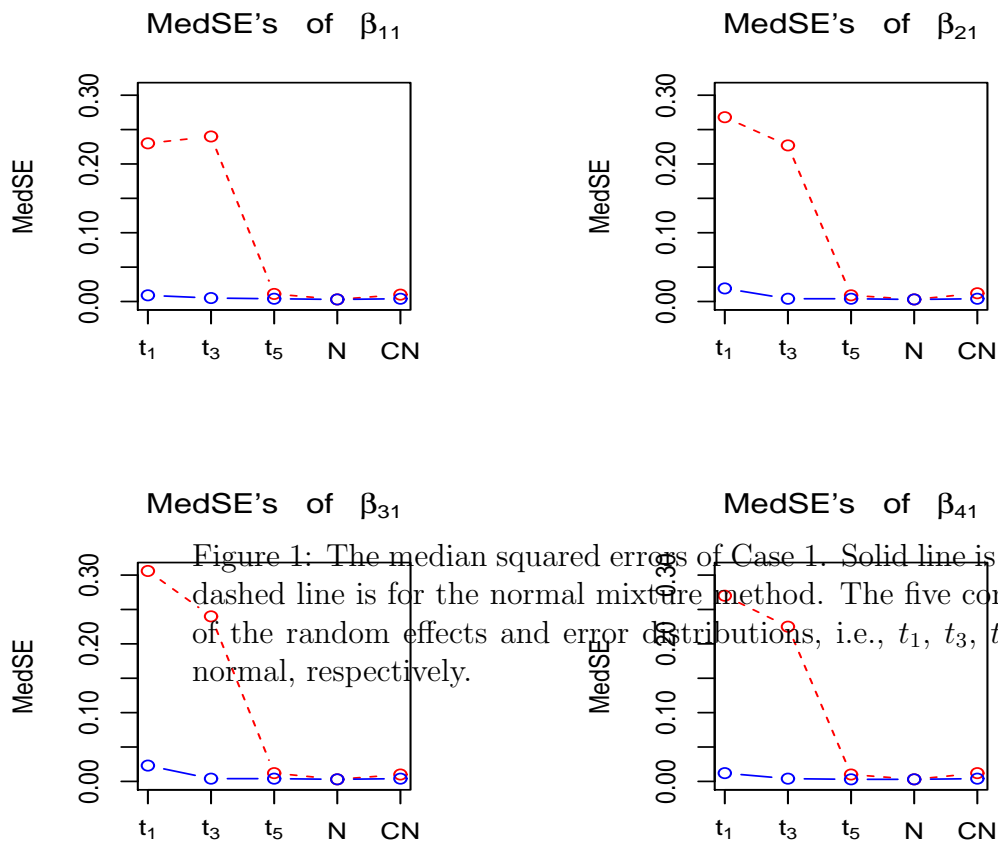 MedSE's of β₁₁
MedSE
0.30
0.20
0.10
0.00
t₁ t₃ t₅ N CN
MedSE's of β₂₁
MedSE
0.30
0.20
0.10
0.00
t₁ t₃ t₅ N CN
MedSE's of β₃₁
MedSE
0.30
0.20
0.10
0.00
t₁ t₃ t₅ N CN
MedSE's of β₄₁
MedSE
0.30
0.20
0.10
0.00
t₁ t₃ t₅ N CN
Figure 1: The median squared errors of Case 1. Solid line is
dashed line is for the normal mixture method. The five con
of the random effects and error distributions, i.e., t₁, t₃, t
normal, respectively.